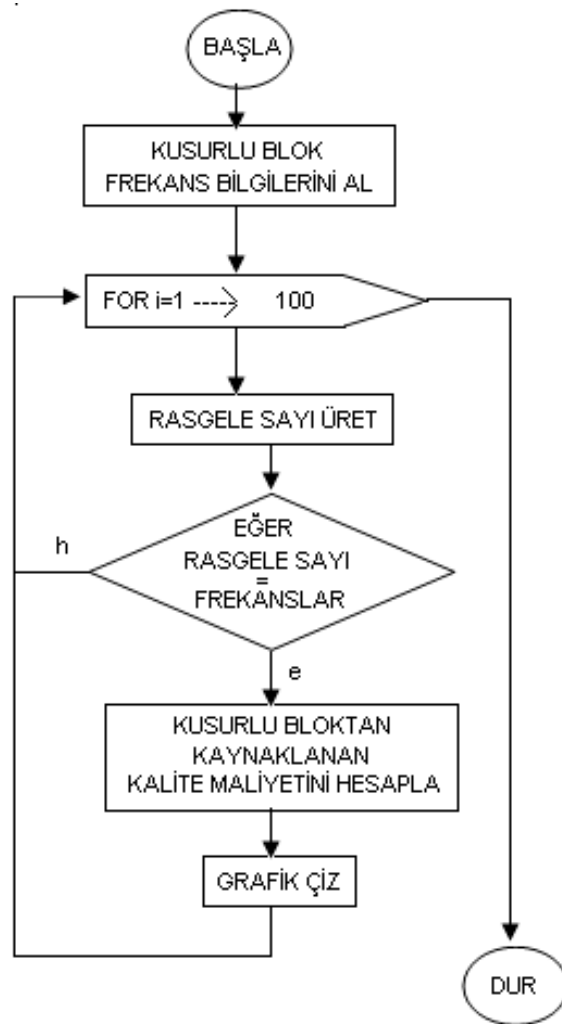 BAŞLA
KUSURLU BLOK
FREKANS BİLGİLERİNİ AL
FOR i=1 ----> 100
RASGELE SAYI ÜRET
EĞER
RASGELE SAYI
=
FREKANSLAR
h
e
KUSURLU BLOKTAN
KAYNAKLANAN
KALİTE MALİYETİNİ HESAPLA
GRAFİK ÇİZ
DUR